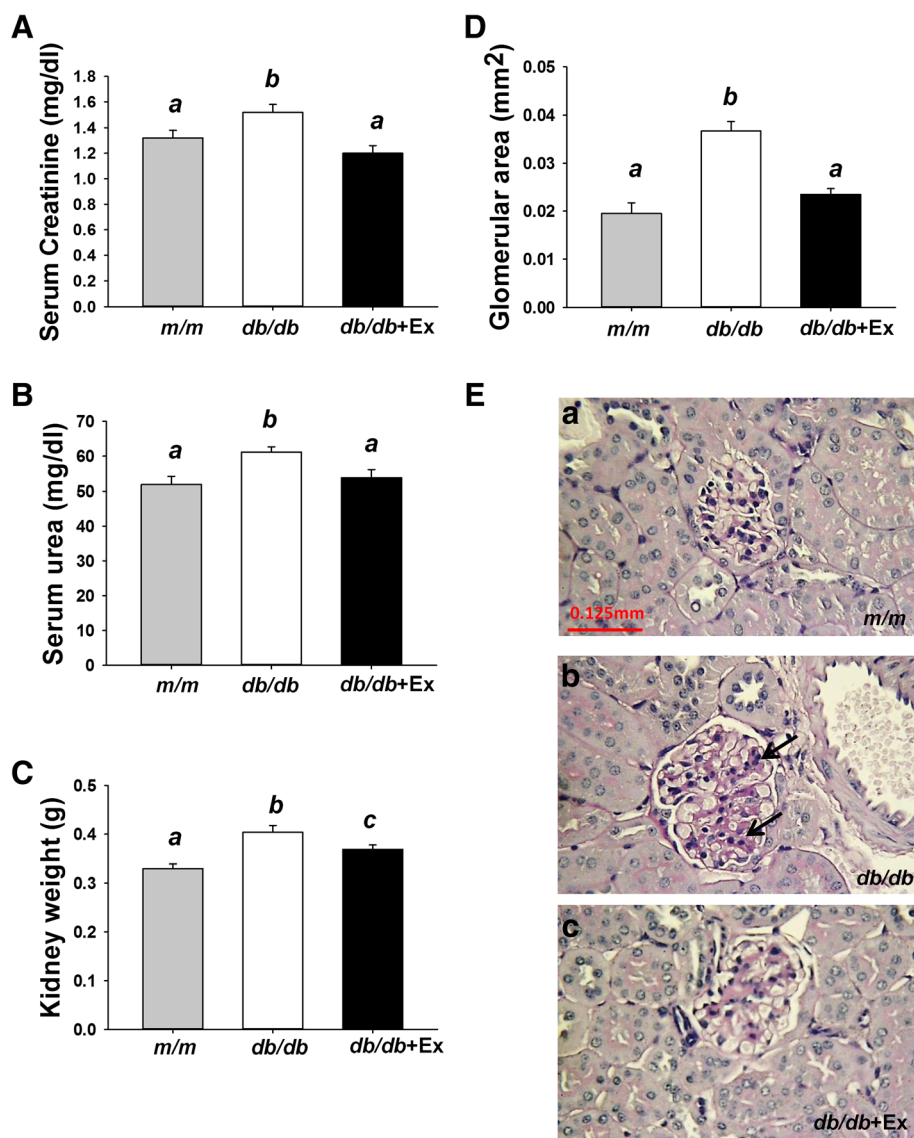 A
Serum Creatinine (mg/dl)
1.8
1.6
1.4
1.2
1.0
0.8
0.6
0.4
0.2
0.0
a
b
a
m/m
db/db
db/db+Ex
B
Serum urea (mg/dl)
70
60
50
40
30
20
10
0
a
b
a
m/m
db/db
db/db+Ex
C
Kidney weight (g)
0.5
0.4
0.3
0.2
0.1
0.0
a
b
c
m/m
db/db
db/db+Ex
D
Glomerular area (mm2)
0.05
0.04
0.03
0.02
0.01
0.00
a
b
a
m/m
db/db
db/db+Ex
E
a
0.125mm
m/m
b
db/db
c
db/db+Ex